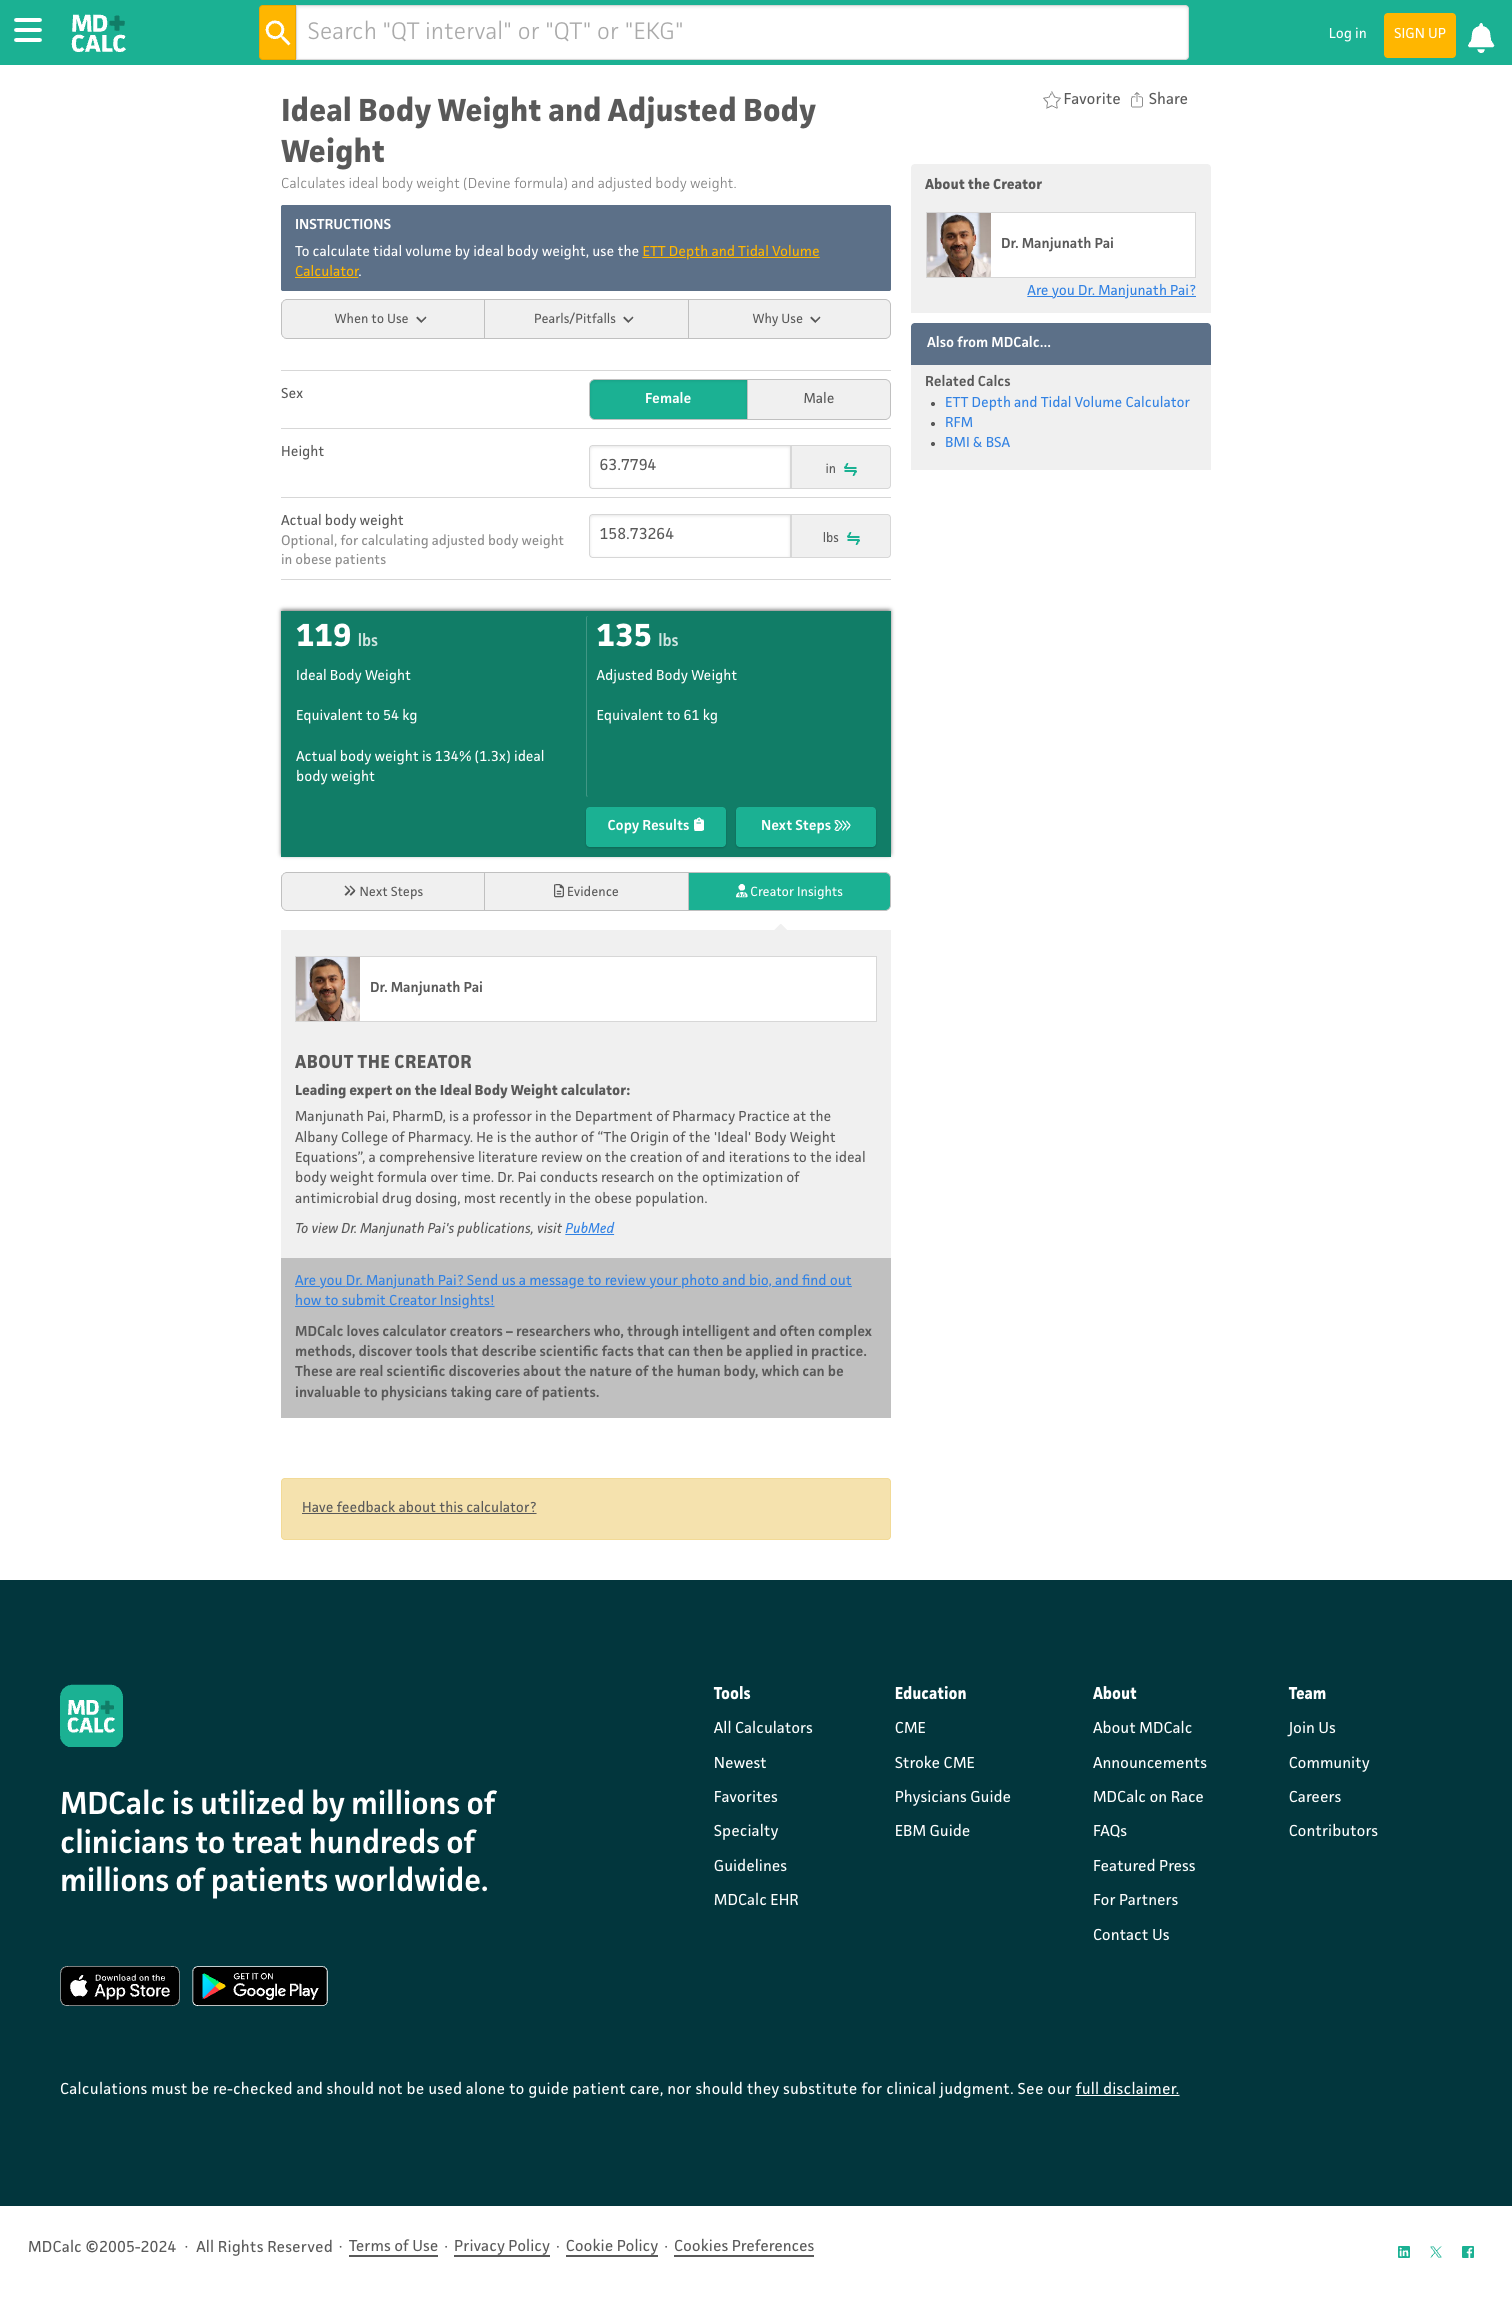 MD+
CALC
Search "QT interval" or "QT" or "EKG"
Log in
SIGN UP
Ideal Body Weight and Adjusted Body
Weight
Calculates ideal body weight (Devine formula) and adjusted body weight.
Favorite
Share
INSTRUCTIONS
To calculate tidal volume by ideal body weight, use the ETT Depth and Tidal Volume
Calculator.
When to Use
Pearls/Pitfalls
Why Use
Sex
Female
Male
Height
63.7794
in
Actual body weight
Optional, for calculating adjusted body weight
in obese patients
158.73264
lbs
119 lbs
Ideal Body Weight
Equivalent to 54 kg
Actual body weight is 134% (1.3x) ideal
body weight
135 lbs
Adjusted Body Weight
Equivalent to 61 kg
Copy Results
Next Steps
Next Steps
Evidence
Creator Insights
Dr. Manjunath Pai
ABOUT THE CREATOR
Leading expert on the Ideal Body Weight calculator:
Manjunath Pai, PharmD, is a professor in the Department of Pharmacy Practice at the
Albany College of Pharmacy. He is the author of “The Origin of the 'Ideal' Body Weight
Equations”, a comprehensive literature review on the creation of and iterations to the ideal
body weight formula over time. Dr. Pai conducts research on the optimization of
antimicrobial drug dosing, most recently in the obese population.
To view Dr. Manjunath Pai's publications, visit PubMed
Are you Dr. Manjunath Pai? Send us a message to review your photo and bio, and find out
how to submit Creator Insights!
MDCalc loves calculator creators – researchers who, through intelligent and often complex
methods, discover tools that describe scientific facts that can then be applied in practice.
These are real scientific discoveries about the nature of the human body, which can be
invaluable to physicians taking care of patients.
Have feedback about this calculator?
About the Creator
Dr. Manjunath Pai
Are you Dr. Manjunath Pai?
Also from MDCalc...
Related Calcs
• ETT Depth and Tidal Volume Calculator
• RFM
• BMI & BSA
MD+
CALC
MDCalc is utilized by millions of
clinicians to treat hundreds of
millions of patients worldwide.
Download on the
App Store
GET IT ON
Google Play
Tools
All Calculators
Newest
Favorites
Specialty
Guidelines
MDCalc EHR
Education
CME
Stroke CME
Physicians Guide
EBM Guide
About
About MDCalc
Announcements
MDCalc on Race
FAQs
Featured Press
For Partners
Contact Us
Team
Join Us
Community
Careers
Contributors
Calculations must be re-checked and should not be used alone to guide patient care, nor should they substitute for clinical judgment. See our full disclaimer.
MDCalc ©2005-2024 · All Rights Reserved · Terms of Use · Privacy Policy · Cookie Policy · Cookies Preferences